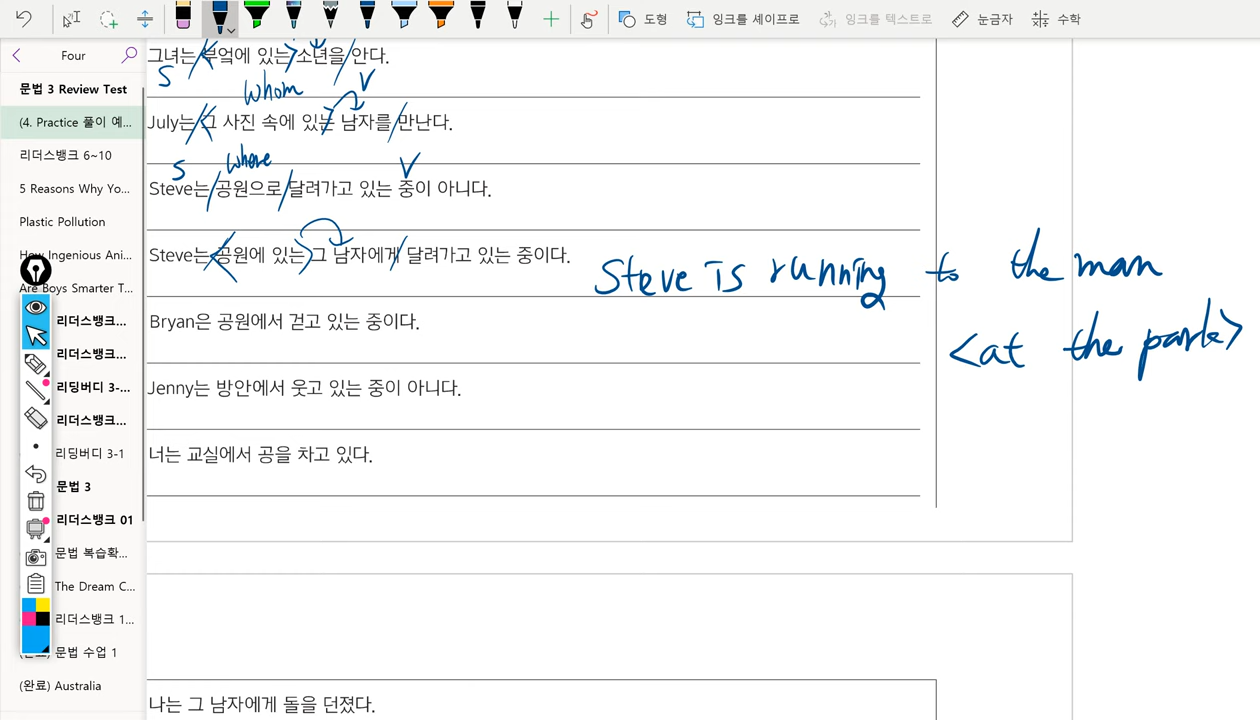 도형
잉크를 셰이프로
잉크를 텍스트로
눈금자
수학
Four
문법 3 Review Test
(4. Practice 풀이 예...
리더스뱅크 6~10
5 Reasons Why Yo...
Plastic Pollution
How Ingenious Ani...
Are Boys Smarter T...
리더스뱅크...
리더스뱅크...
리딩버디 3-...
리더스뱅크...
리딩버디 3-1
문법 3
리더스뱅크 01
문법 복습확...
The Dream C...
리더스뱅크 1...
문법 수업 1
(완료) Australia
그녀는 부엌에 있는 소년을 안다.
S whom V
July는 그 사진 속에 있는 남자를 만난다.
S where V
Steve는 공원으로 달려가고 있는 중이 아니다.
Steve는 <공원에 있는> 그 남자에게 달려가고 있는 중이다.
Steve is running to the man
<at the park>
Bryan은 공원에서 걷고 있는 중이다.
Jenny는 방안에서 웃고 있는 중이 아니다.
너는 교실에서 공을 차고 있다.
나는 그 남자에게 돌을 던졌다.